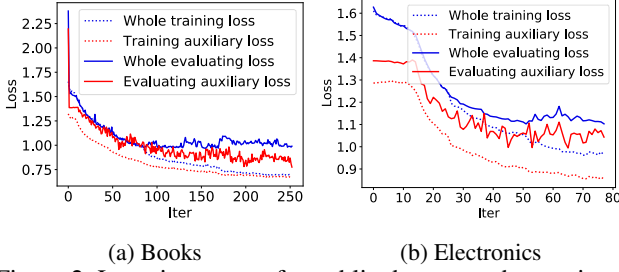 Whole training loss
Training auxiliary loss
Whole evaluating loss
Evaluating auxiliary loss
2.25
2.00
1.75
1.50
1.25
1.00
0.75
Loss
0 50 100 150 200 250
Iter
(a) Books
Whole training loss
Training auxiliary loss
Whole evaluating loss
Evaluating auxiliary loss
1.6
1.5
1.4
1.3
1.2
1.1
1.0
0.9
Loss
0 10 20 30 40 50 60 70 80
Iter
(b) Electronics